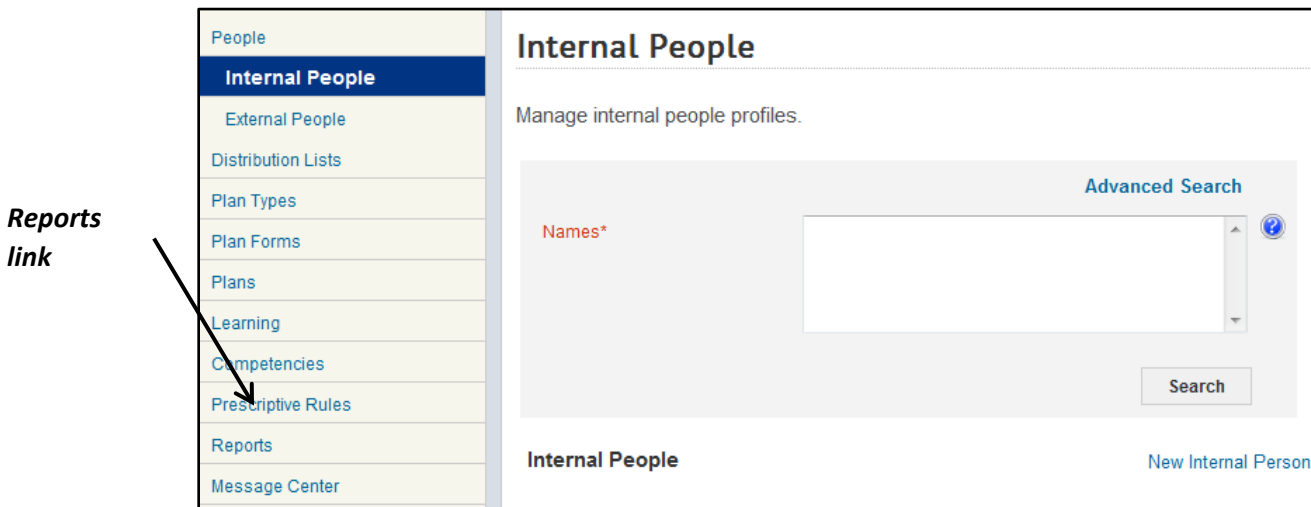 Reports
link
People
Internal People
External People
Distribution Lists
Plan Types
Plan Forms
Plans
Learning
Competencies
Prescriptive Rules
Reports
Message Center
Internal People
Manage internal people profiles.
Advanced Search
Names*
?
Search
Internal People
New Internal Person